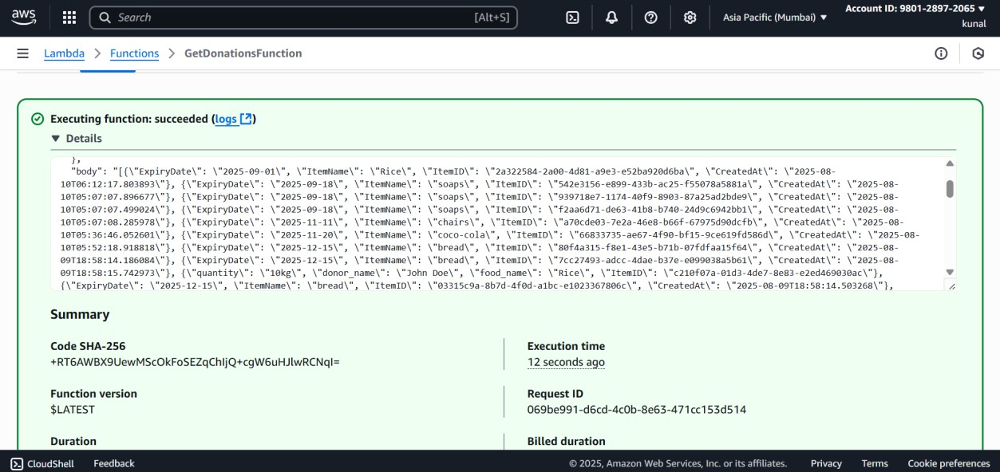 aws
Search [Alt+S]
Asia Pacific (Mumbai) ▼
Account ID: 9801-2897-2065 ▼
kunal
Lambda > Functions > GetDonationsFunction
Executing function: succeeded (logs)
▼ Details
},
"body": "[{\"ExpiryDate\": \"2025-09-01\", \"ItemName\": \"Rice\", \"ItemID\": \"2a322584-2a00-4d81-a9e3-e52ba920d6ba\", \"CreatedAt\": \"2025-08-
10T06:12:17.803893\"}, {\"ExpiryDate\": \"2025-09-18\", \"ItemName\": \"soaps\", \"ItemID\": \"542e3156-e899-433b-ac25-f55078a5881a\", \"CreatedAt\": \"2025-08-
10T05:07:07.896677\"}, {\"ExpiryDate\": \"2025-09-18\", \"ItemName\": \"soaps\", \"ItemID\": \"939718e7-1174-40f9-8903-87a25ad2bde9\", \"CreatedAt\": \"2025-08-
10T05:07:07.499024\"}, {\"ExpiryDate\": \"2025-09-18\", \"ItemName\": \"soaps\", \"ItemID\": \"f2aa6d71-de63-41b8-b740-24d9c6942bb1\", \"CreatedAt\": \"2025-08-
10T05:07:08.285978\"}, {\"ExpiryDate\": \"2025-11-11\", \"ItemName\": \"chairs\", \"ItemID\": \"a70cde03-7e2a-46e8-b66f-67975d90dcfb\", \"CreatedAt\": \"2025-08-
10T05:36:46.052601\"}, {\"ExpiryDate\": \"2025-11-20\", \"ItemName\": \"coco-cola\", \"ItemID\": \"66833735-ae67-4f90-bf15-9ce619fd586d\", \"CreatedAt\": \"2025-08-
10T05:52:18.918818\"}, {\"ExpiryDate\": \"2025-12-15\", \"ItemName\": \"bread\", \"ItemID\": \"80f4a315-f8e1-43e5-b71b-07fdfaa15f64\", \"CreatedAt\": \"2025-08-
09T18:58:14.186084\"}, {\"ExpiryDate\": \"2025-12-15\", \"ItemName\": \"bread\", \"ItemID\": \"7cc27493-adcc-4dae-b37e-e099038a5b61\", \"CreatedAt\": \"2025-08-
09T18:58:15.742973\"}, {\"quantity\": \"10kg\", \"donor_name\": \"John Doe\", \"food_name\": \"Rice\", \"ItemID\": \"c210f07a-01d3-4de7-8e83-e2ed469030ac\"},
{\"ExpiryDate\": \"2025-12-15\", \"ItemName\": \"bread\", \"ItemID\": \"03315c9a-8b7d-4f0d-a1bc-e1023367806c\", \"CreatedAt\": \"2025-08-09T18:58:14.503268\"},
Summary
Code SHA-256
+RT6AWBX9UewMScOkFoSEZqChIjQ+cgW6uHJlwRCNqI=
Execution time
12 seconds ago
Function version
$LATEST
Request ID
069be991-d6cd-4c0b-8e63-471cc153d514
Duration
Billed duration
CloudShell Feedback © 2025, Amazon Web Services, Inc. or its affiliates. Privacy Terms Cookie preferences